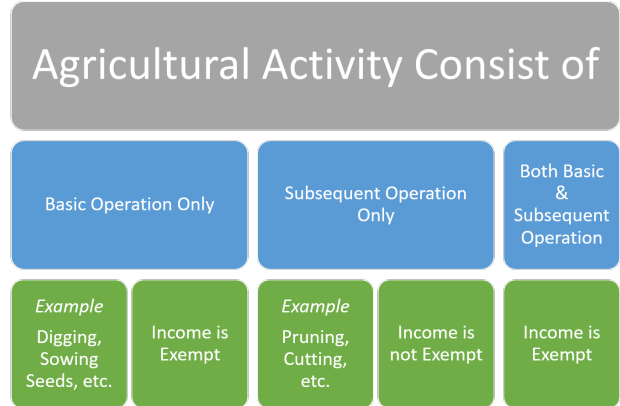 Agricultural Activity Consist of
Basic Operation Only
Subsequent Operation
Only
Both Basic
&
Subsequent
Operation
Example
Digging,
Sowing
Seeds, etc.
Income is
Exempt
Example
Pruning,
Cutting,
etc.
Income is
not Exempt
Income is
Exempt